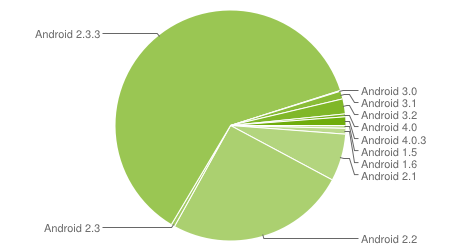 Android 2.3.3
Android 3.0
Android 3.1
Android 3.2
Android 4.0
Android 4.0.3
Android 1.5
Android 1.6
Android 2.1
Android 2.3
Android 2.2